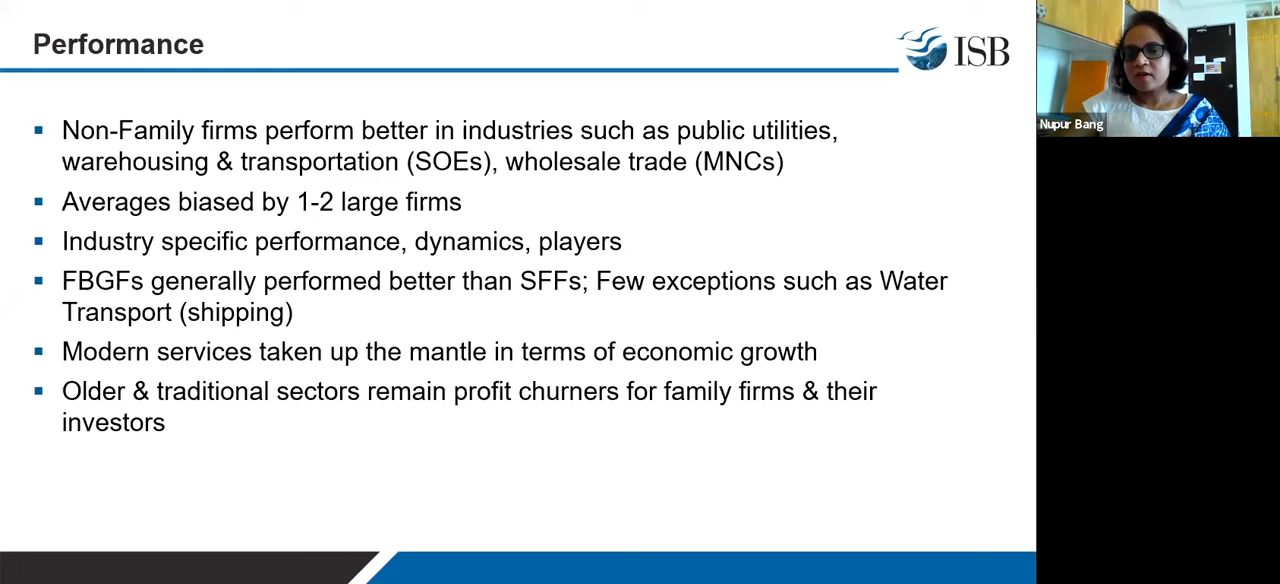 Performance
ISB
Non-Family firms perform better in industries such as public utilities,
warehousing & transportation (SOEs), wholesale trade (MNCs)
Averages biased by 1-2 large firms
Industry specific performance, dynamics, players
FBGFs generally performed better than SFFs; Few exceptions such as Water
Transport (shipping)
Modern services taken up the mantle in terms of economic growth
Older & traditional sectors remain profit churners for family firms & their
investors
Nupur Bang